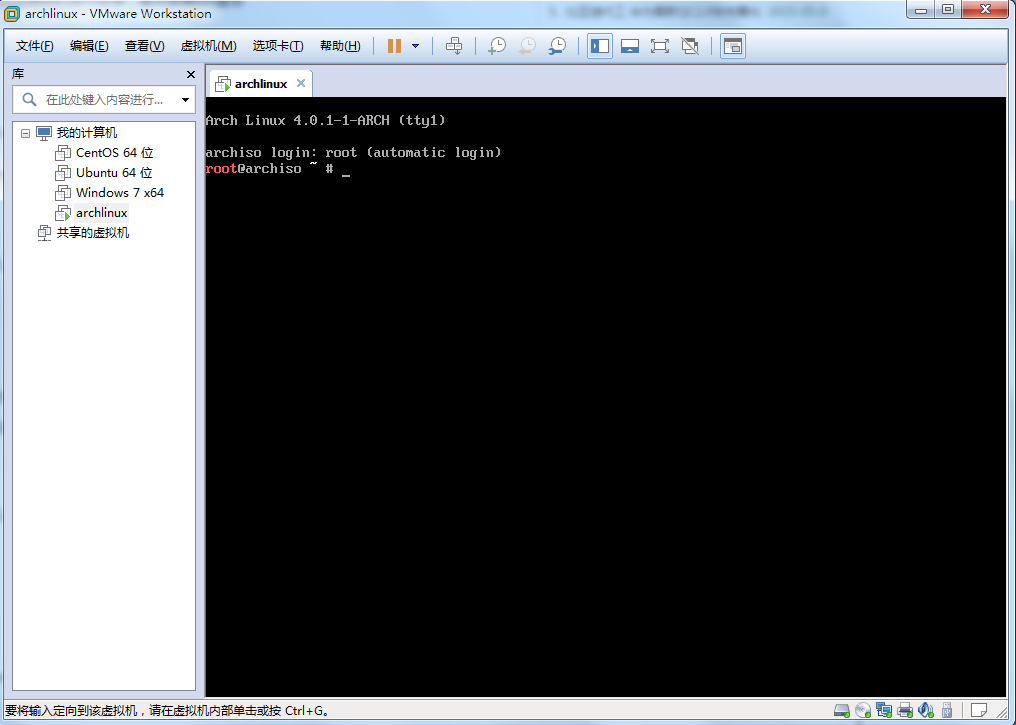 archlinux - VMware Workstation
文件(F) 编辑(E) 查看(V) 虚拟机(M) 选项卡(T) 帮助(H)
库
在此处键入内容进行...
我的计算机
CentOS 64 位
Ubuntu 64 位
Windows 7 x64
archlinux
共享的虚拟机
archlinux
Arch Linux 4.0.1-1-ARCH (tty1)
archiso login: root (automatic login)
root@archiso ~ # _
要将输入定向到该虚拟机，请在虚拟机内部单击或按 Ctrl+G。